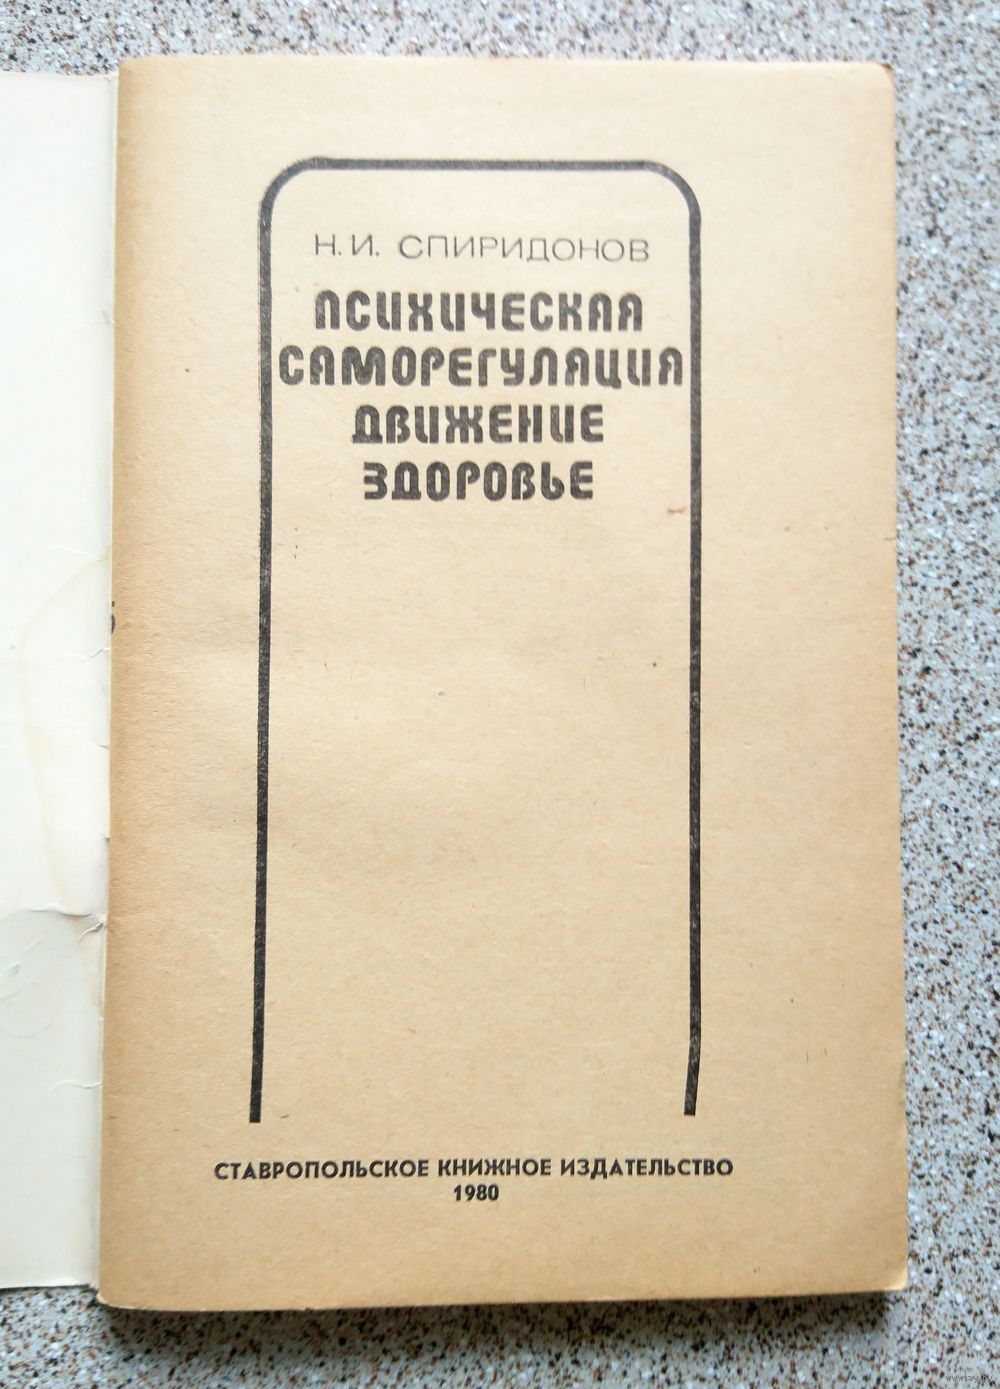 Н. И. СПИРИДОНОВ
ПСИХИЧЕСКАЯ
САМОРЕГУЛЯЦИЯ
ДВИЖЕНИЕ
ЗДОРОВЬЕ
СТАВРОПОЛЬСКОЕ КНИЖНОЕ ИЗДАТЕЛЬСТВО
1980